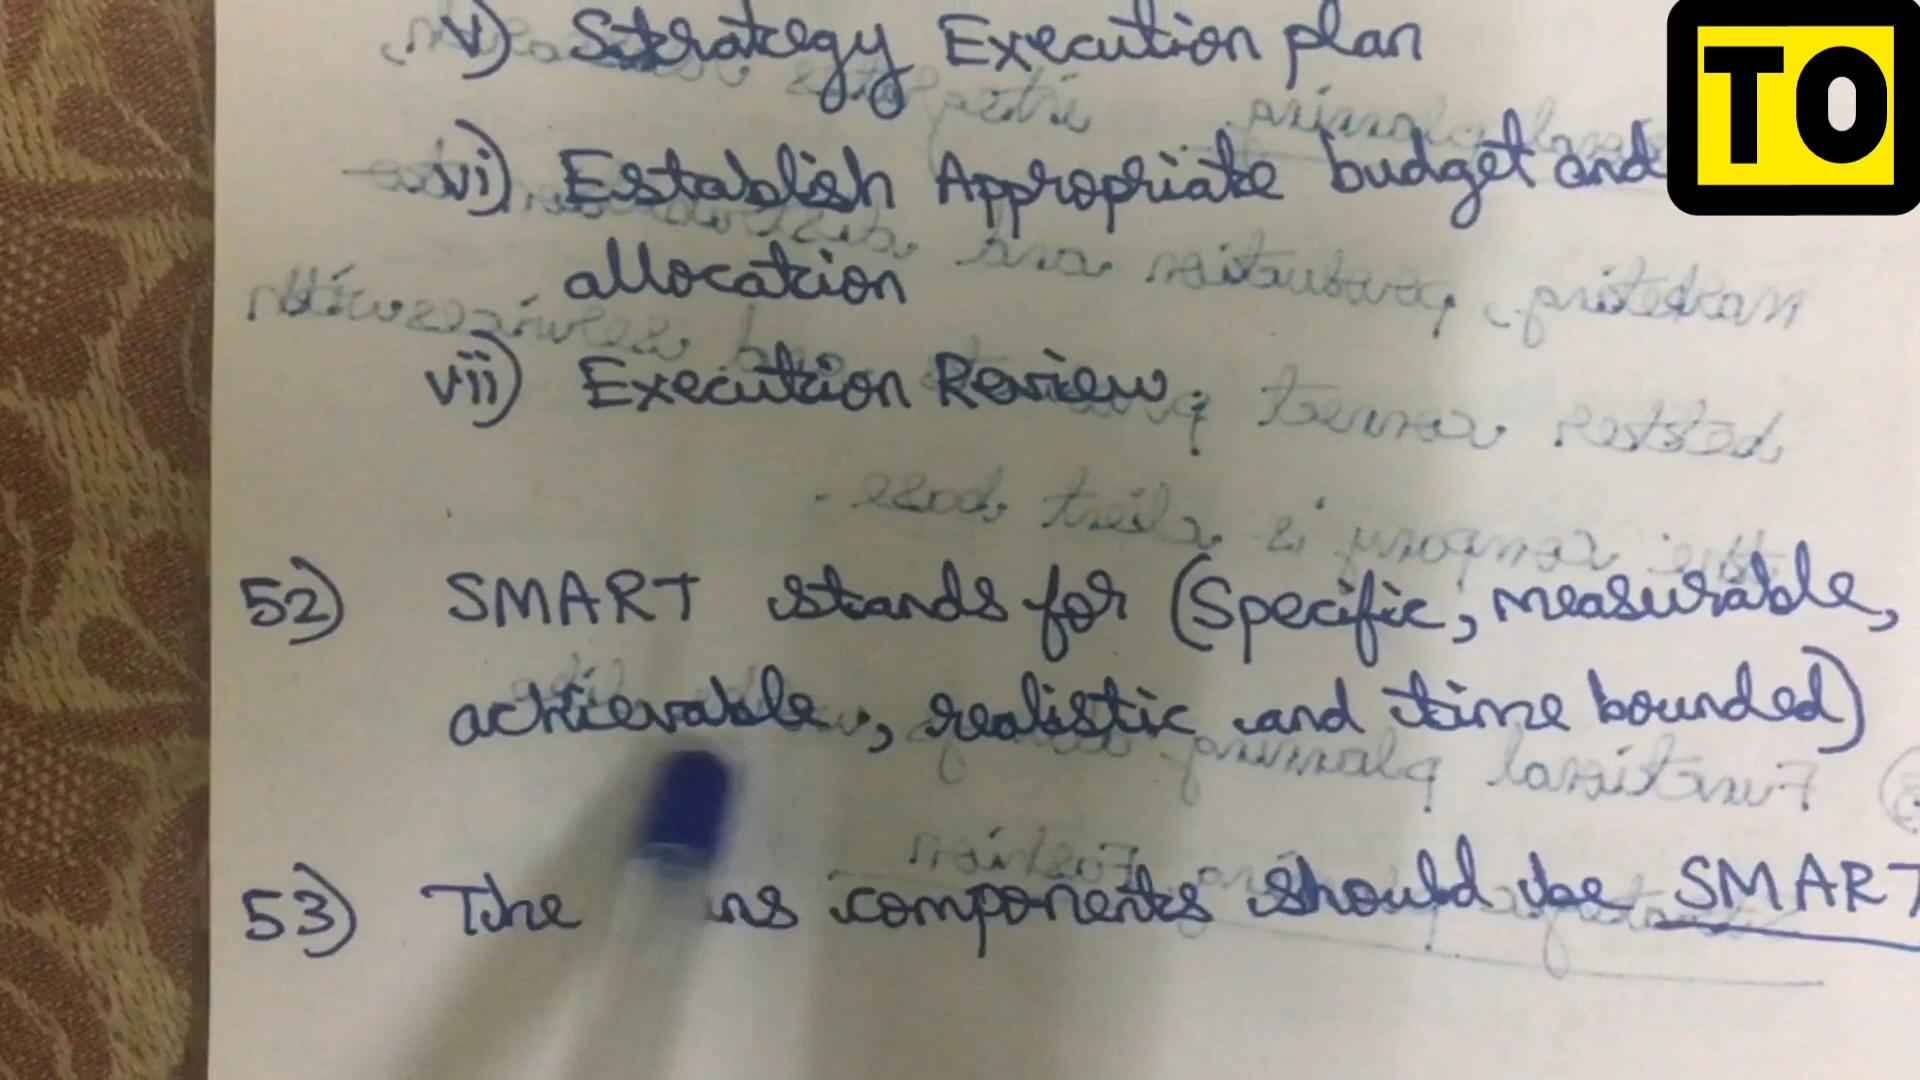 v) Strategy Execution plan
TO
vi) Establish Appropriate budget and
allocation
vii) Execution Review.
52) SMART stands for (Specific, measurable,
achievable, realistic and time bounded)
53) The components should be SMART